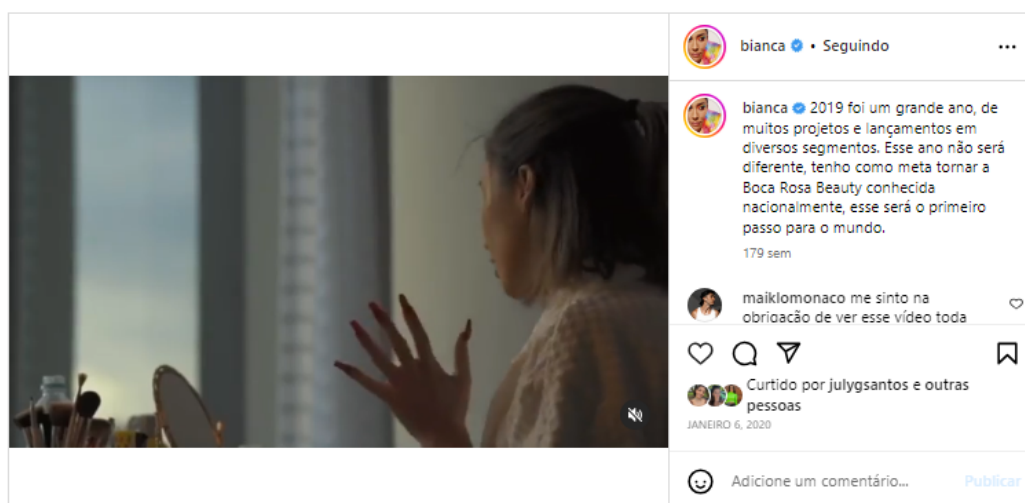 bianca • Seguindo
bianca 2019 foi um grande ano, de
muitos projetos e lançamentos em
diversos segmentos. Esse ano não será
diferente, tenho como meta tornar a
Boca Rosa Beauty conhecida
nacionalmente, esse será o primeiro
passo para o mundo.
179 sem
maiklomonaco me sinto na
obrigação de ver esse vídeo toda
Curtido por julygsantos e outras
pessoas
JANEIRO 6, 2020
Adicione um comentário...
Publicar